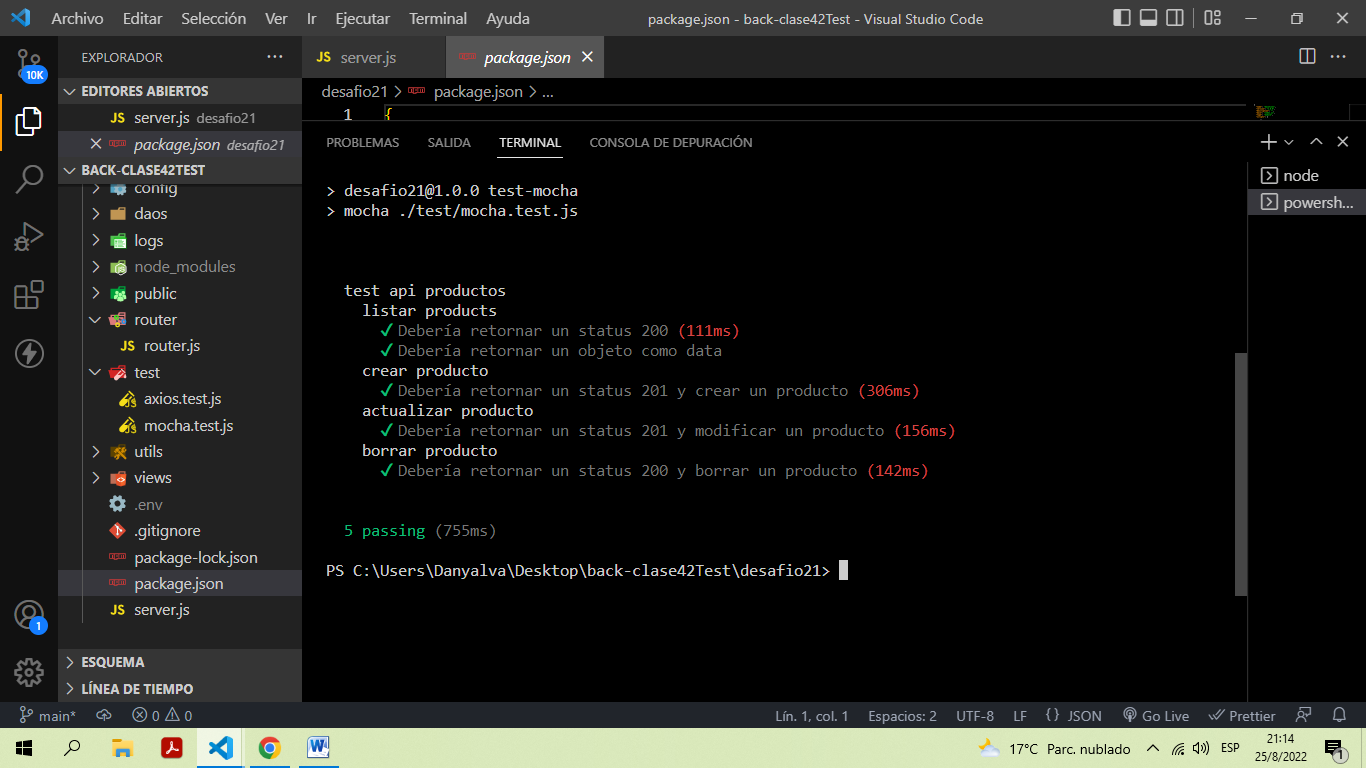 Archivo Editar Selección Ver Ir Ejecutar Terminal Ayuda package.json - back-clase42Test - Visual Studio Code
EXPLORADOR
JS server.js package.json
10K
EDITORES ABIERTOS
JS server.js desafio21
package.json desafio21
BACK-CLASE42TEST
config
daos
logs
node_modules
public
router
JS router.js
test
axios.test.js
mocha.test.js
utils
views
.env
.gitignore
package-lock.json
package.json
JS server.js
1
ESQUEMA
LÍNEA DE TIEMPO
desafio21 > package.json > ...
1 {
PROBLEMAS SALIDA TERMINAL CONSOLA DE DEPURACIÓN
> desafio21@1.0.0 test-mocha
> mocha ./test/mocha.test.js
test api productos
listar products
✓ Debería retornar un status 200 (111ms)
✓ Debería retornar un objeto como data
crear producto
✓ Debería retornar un status 201 y crear un producto (306ms)
actualizar producto
✓ Debería retornar un status 201 y modificar un producto (156ms)
borrar producto
✓ Debería retornar un status 200 y borrar un producto (142ms)
5 passing (755ms)
PS C:\Users\Danyalva\Desktop\back-clase42Test\desafio21>
node
powersh...
main* 0 0 Lín. 1, col. 1 Espacios: 2 UTF-8 LF {} JSON Go Live Prettier
17°C Parc. nublado ESP 21:14
25/8/2022
1